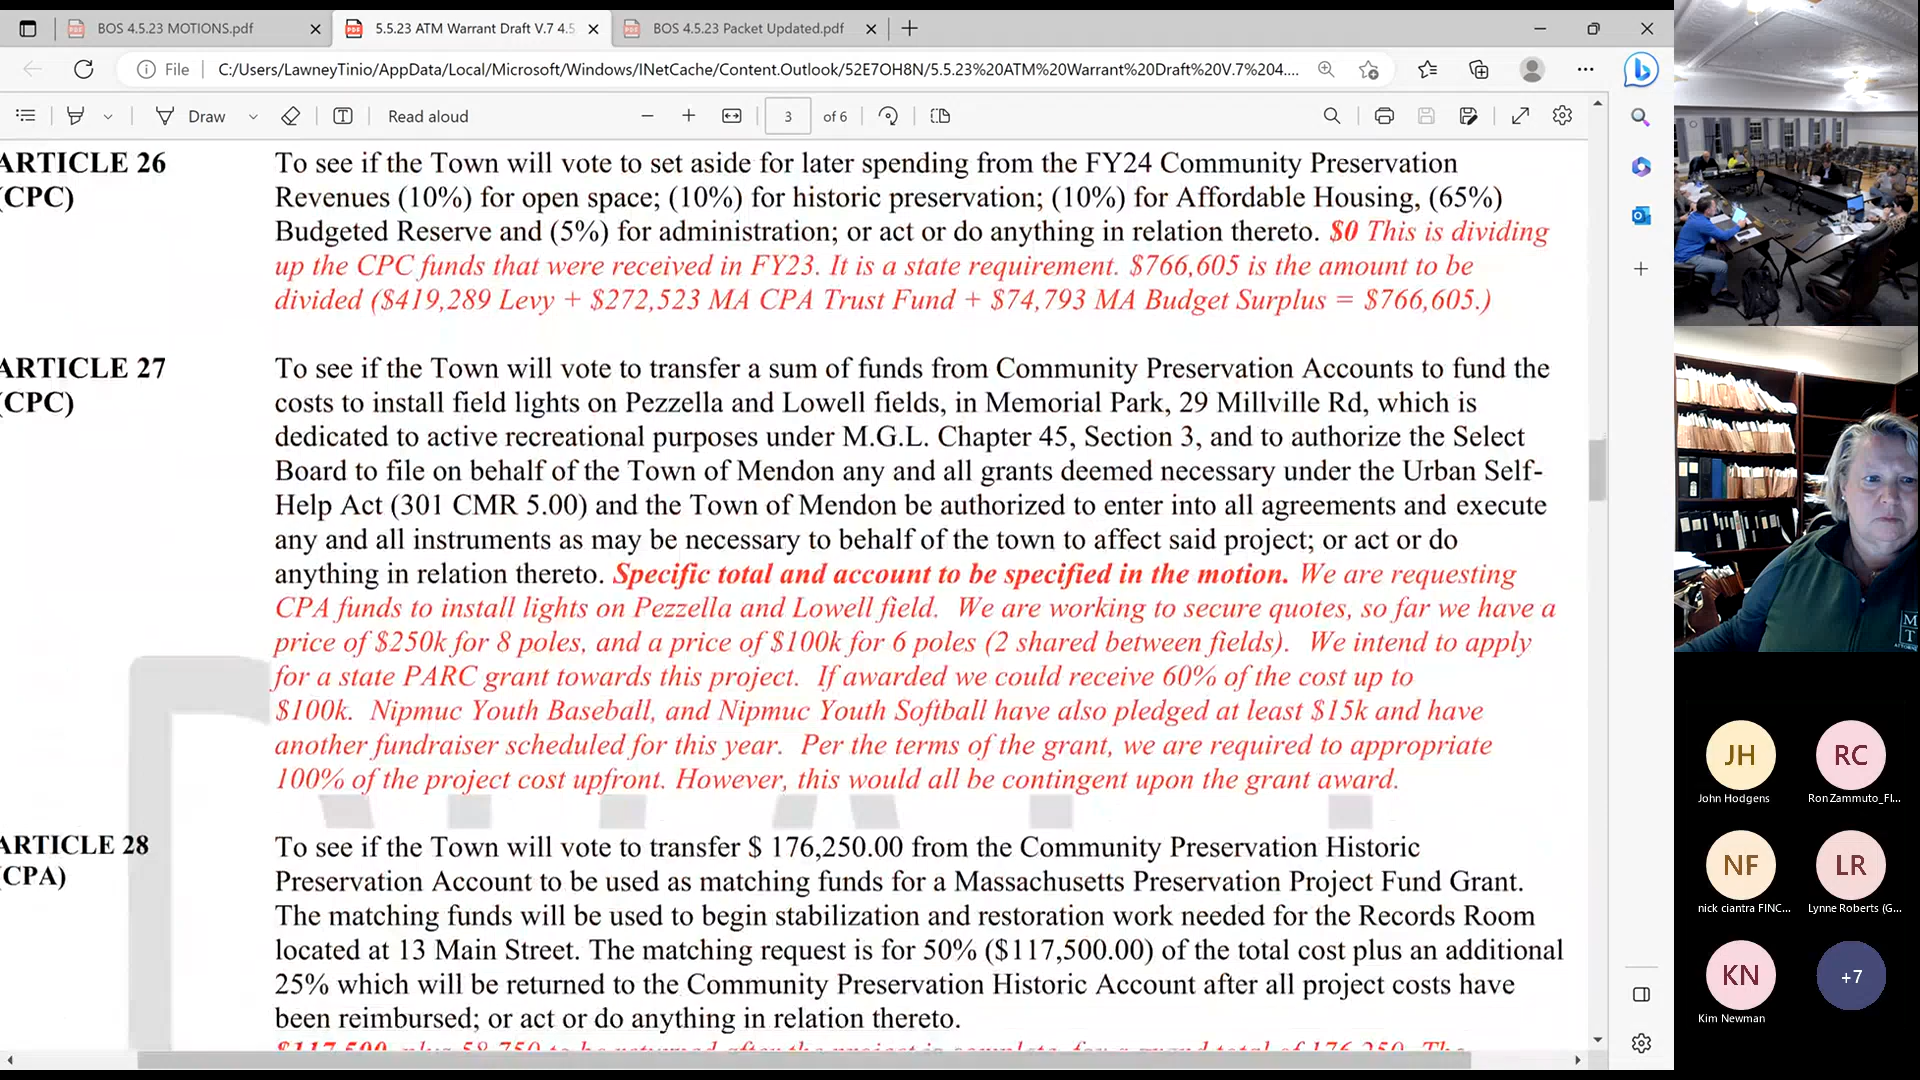 BOS 4.5.23 MOTIONS.pdf
5.5.23 ATM Warrant Draft V.7 4.5
BOS 4.5.23 Packet Updated.pdf
File
C:/Users/LawneyTinio/AppData/Local/Microsoft/Windows/INetCache/Content.Outlook/52E7OH8N/5.5.23%20ATM%20Warrant%20Draft%20V.7%204....
Draw
Read aloud
3 of 6
ARTICLE 26
(CPC)
To see if the Town will vote to set aside for later spending from the FY24 Community Preservation
Revenues (10%) for open space; (10%) for historic preservation; (10%) for Affordable Housing, (65%)
Budgeted Reserve and (5%) for administration; or act or do anything in relation thereto. $0 This is dividing
up the CPC funds that were received in FY23. It is a state requirement. $766,605 is the amount to be
divided ($419,289 Levy + $272,523 MA CPA Trust Fund + $74,793 MA Budget Surplus = $766,605.)
ARTICLE 27
(CPC)
To see if the Town will vote to transfer a sum of funds from Community Preservation Accounts to fund the
costs to install field lights on Pezzella and Lowell fields, in Memorial Park, 29 Millville Rd, which is
dedicated to active recreational purposes under M.G.L. Chapter 45, Section 3, and to authorize the Select
Board to file on behalf of the Town of Mendon any and all grants deemed necessary under the Urban Self-
Help Act (301 CMR 5.00) and the Town of Mendon be authorized to enter into all agreements and execute
any and all instruments as may be necessary to behalf of the town to affect said project; or act or do
anything in relation thereto. Specific total and account to be specified in the motion. We are requesting
CPA funds to install lights on Pezzella and Lowell field. We are working to secure quotes, so far we have a
price of $250k for 8 poles, and a price of $100k for 6 poles (2 shared between fields). We intend to apply
for a state PARC grant towards this project. If awarded we could receive 60% of the cost up to
$100k. Nipmuc Youth Baseball, and Nipmuc Youth Softball have also pledged at least $15k and have
another fundraiser scheduled for this year. Per the terms of the grant, we are required to appropriate
100% of the project cost upfront. However, this would all be contingent upon the grant award.
ARTICLE 28
(CPA)
To see if the Town will vote to transfer $ 176,250.00 from the Community Preservation Historic
Preservation Account to be used as matching funds for a Massachusetts Preservation Project Fund Grant.
The matching funds will be used to begin stabilization and restoration work needed for the Records Room
located at 13 Main Street. The matching request is for 50% ($117,500.00) of the total cost plus an additional
25% which will be returned to the Community Preservation Historic Account after all project costs have
been reimbursed; or act or do anything in relation thereto.
$117,500, plus 58,750 to be returned after the project is complete, for a grand total of 176,250. The
M
T
JH
John Hodgens
RC
Ron Zammuto_FI...
NF
nick ciantra FINC...
LR
Lynne Roberts (G...
KN
Kim Newman
+7